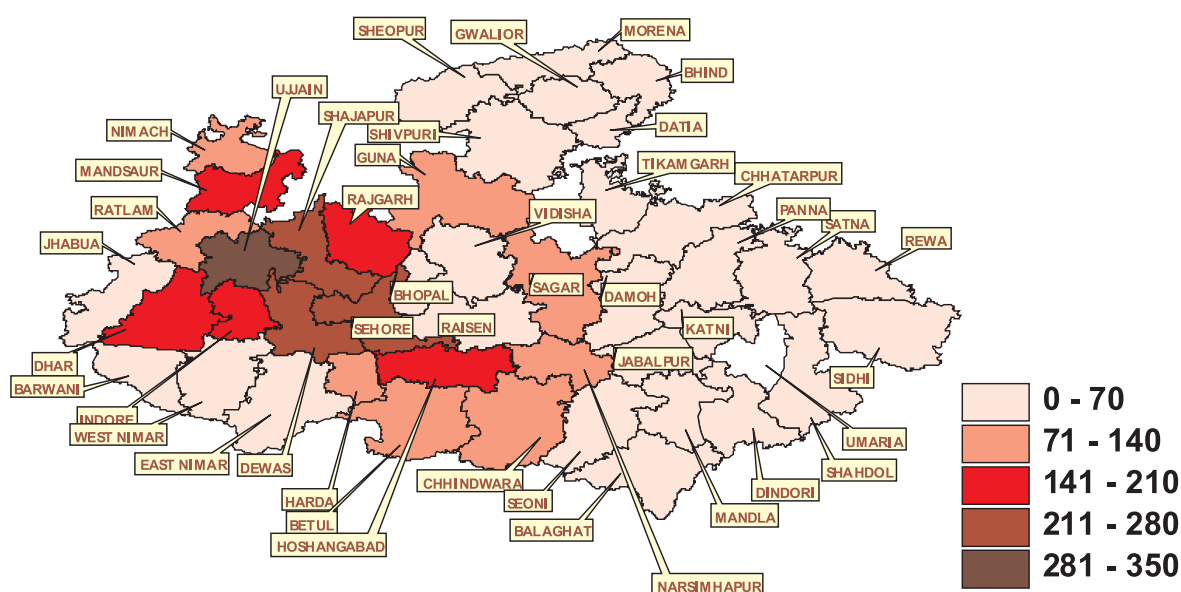 SHEOPUR
GWALIOR
MORENA
BHIND
UJJAIN
SHAJAPUR
SHIVPURI
DATIA
NIMACH
GUNA
TIKAMGARH
MANDSAUR
CHHATARPUR
RATLAM
RAJGARH
VIDISHA
PANNA
SATNA
JHABUA
REWA
BHOPAL
SAGAR
DAMOH
SEHORE
RAISEN
KATNI
DHAR
JABALPUR
SIDHI
BARWANI
INDORE
WEST NIMAR
UMARIA
EAST NIMAR
DEWAS
SHAHDOL
CHHINDWARA
DINDORI
HARDA
SEONI
MANDLA
BETUL
BALAGHAT
HOSHANGABAD
NARSIMHAPUR
0 - 70
71 - 140
141 - 210
211 - 280
281 - 350